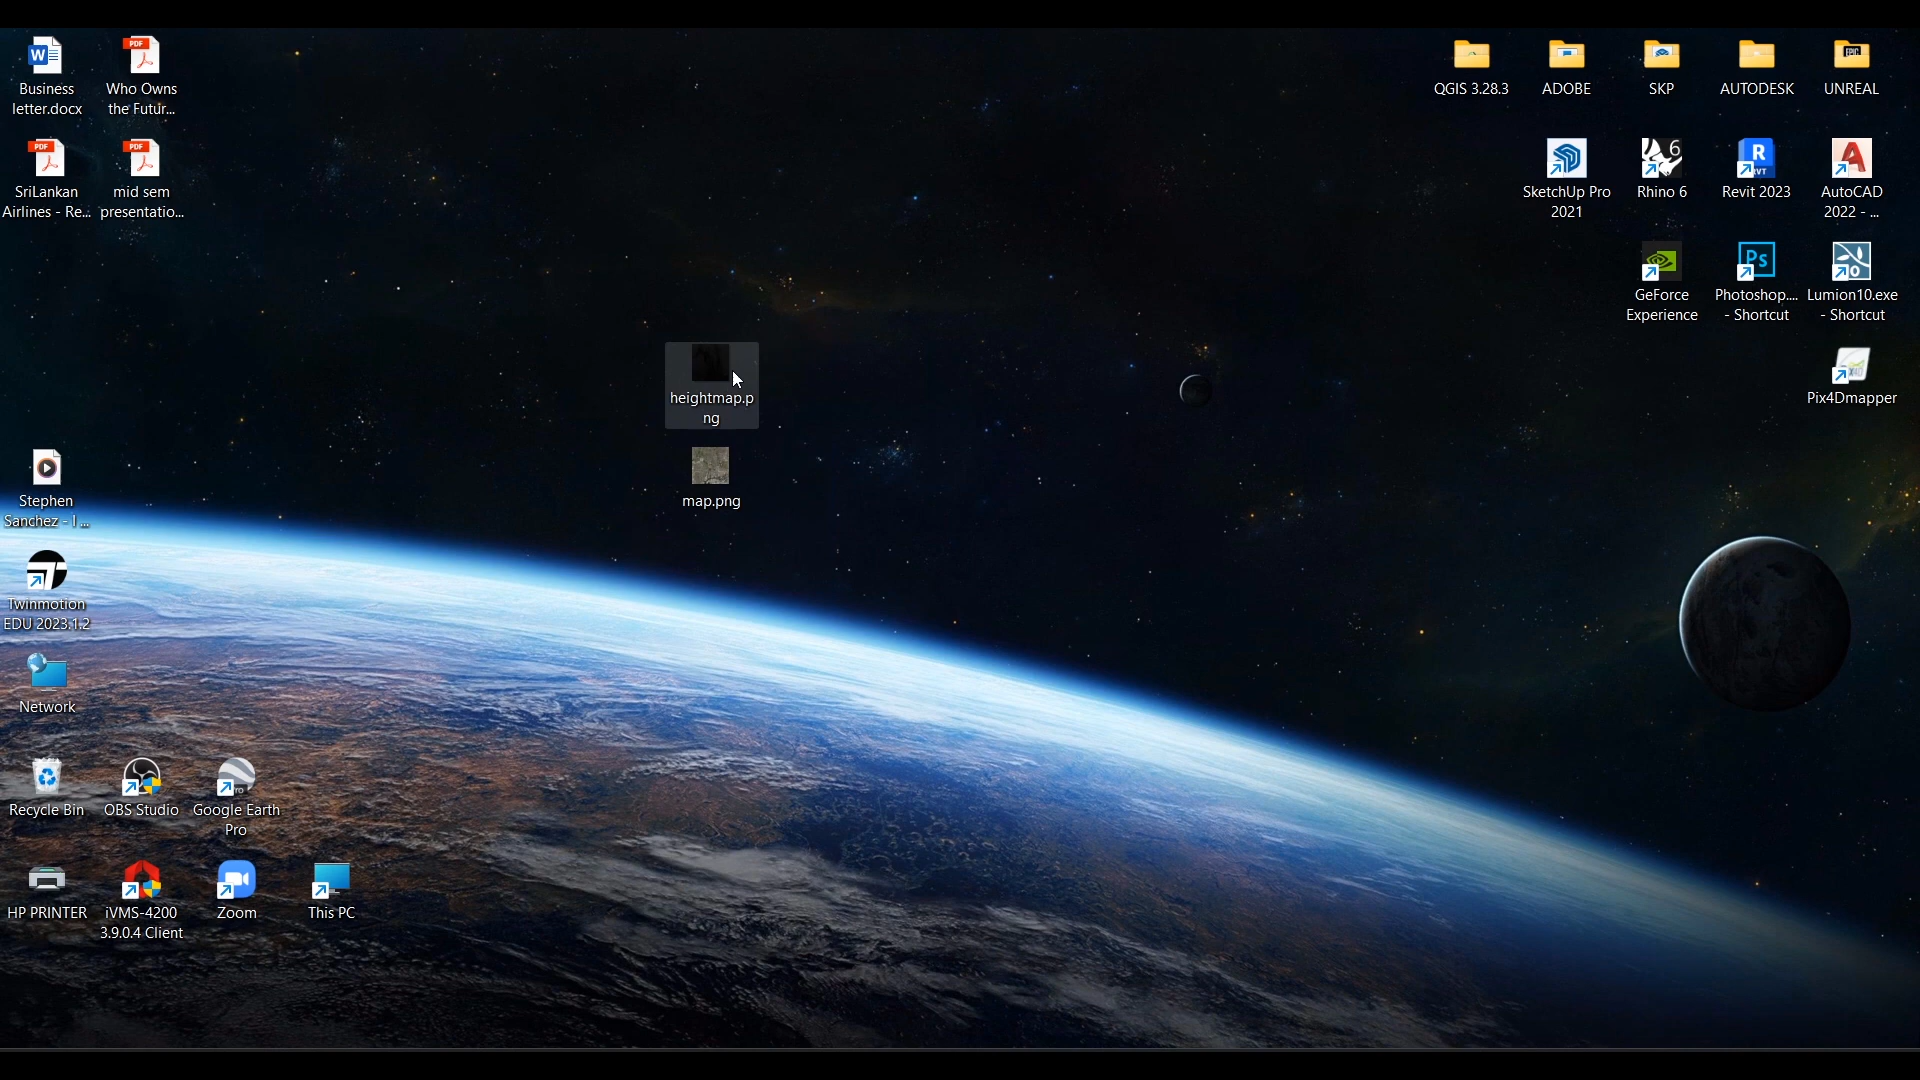 Business
letter.docx
Who Owns
the Futur...
SriLankan
Airlines - Re...
mid sem
presentatio...
QGIS 3.28.3
ADOBE
SKP
AUTODESK
UNREAL
SketchUp Pro
2021
Rhino 6
Revit 2023
AutoCAD
2022 - ...
GeForce
Experience
Photoshop....
- Shortcut
Lumion10.exe
- Shortcut
Pix4Dmapper
heightmap.p
ng
map.png
Stephen
Sanchez - I ...
Twinmotion
EDU 2023.1.2
Network
Recycle Bin
OBS Studio
Google Earth
Pro
HP PRINTER
iVMS-4200
3.9.0.4 Client
Zoom
This PC